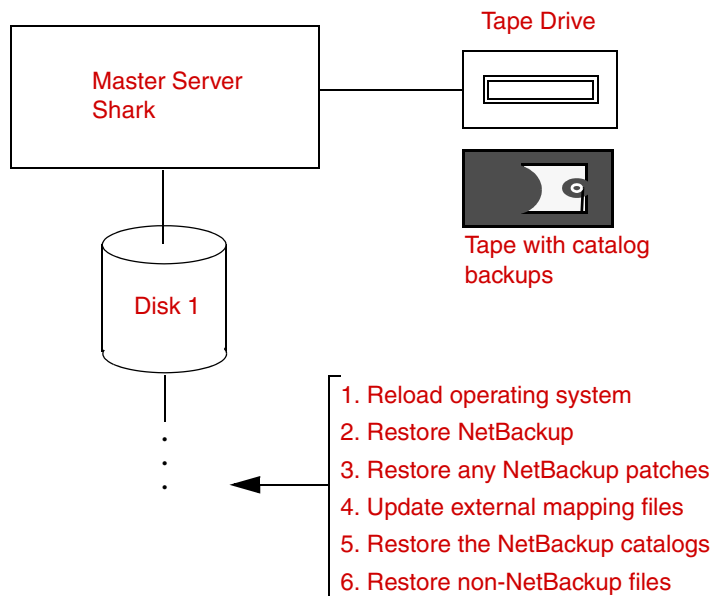 Tape Drive
Master Server
Shark
Tape with catalog
backups
Disk 1
1. Reload operating system
2. Restore NetBackup
3. Restore any NetBackup patches
4. Update external mapping files
5. Restore the NetBackup catalogs
6. Restore non-NetBackup files